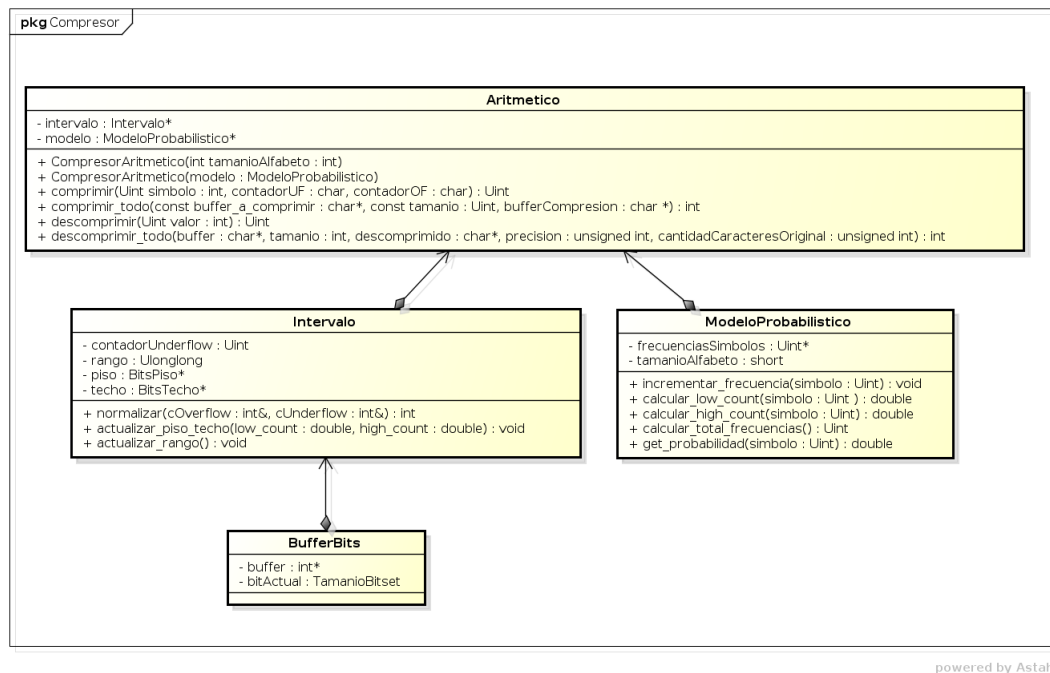 pkg Compresor
Aritmetico
- intervalo : Intervalo*
- modelo : ModeloProbabilistico*
+ CompresorAritmetico(int tamanioAlfabeto : int)
+ CompresorAritmetico(modelo : ModeloProbabilistico)
+ comprimir(Uint simbolo : int, contadorUF : char, contadorOF : char) : Uint
+ comprimir_todo(const buffer_a_comprimir : char*, const tamanio : Uint, bufferCompresion : char *) : int
+ descomprimir(Uint valor : int) : Uint
+ descomprimir_todo(buffer : char*, tamanio : int, descomprimido : char*, precision : unsigned int, cantidadCaracteresOriginal : unsigned int) : int
Intervalo
- contadorUnderflow : Uint
- rango : Ulonglong
- piso : BitsPiso*
- techo : BitsTecho*
+ normalizar(cOverflow : int&, cUnderflow : int&) : int
+ actualizar_piso_techo(low_count : double, high_count : double) : void
+ actualizar_rango() : void
ModeloProbabilistico
- frecuenciasSimbolos : Uint*
- tamanioAlfabeto : short
+ incrementar_frecuencia(simbolo : Uint) : void
+ calcular_low_count(simbolo : Uint ) : double
+ calcular_high_count(simbolo : Uint) : double
+ calcular_total_frecuencias() : Uint
+ get_probabilidad(simbolo : Uint) : double
BufferBits
- buffer : int*
- bitActual : TamanioBitset
powered by Astah